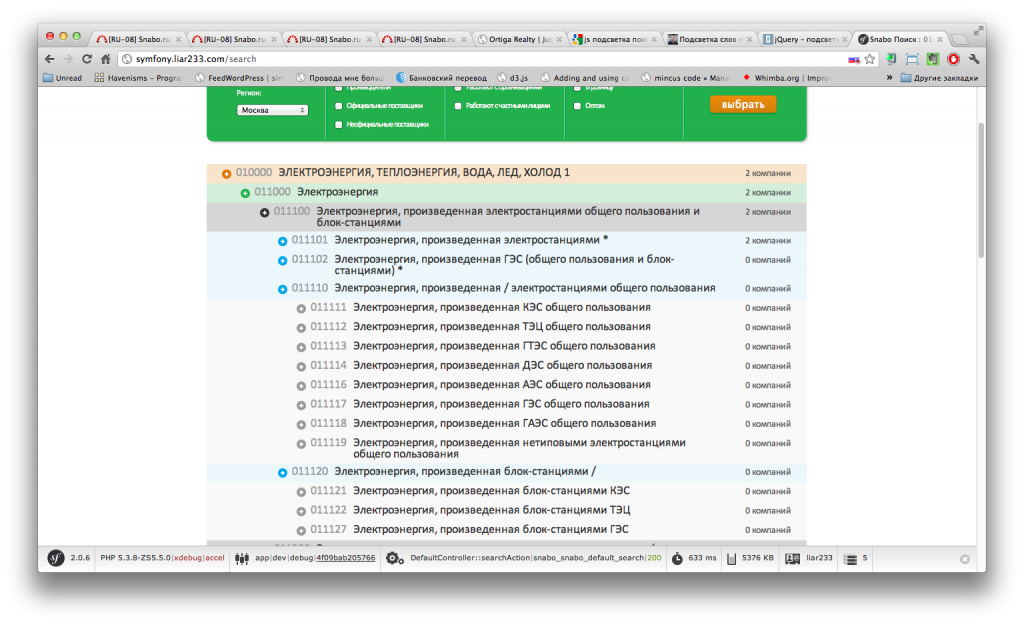 [RU-08] Snabo.ru
[RU-08] Snabo.ru
[RU-08] Snabo.ru
[RU-08] Snabo.ru
Ortiga Realty | Jus
js подсветка пои
Подсветка слов п
jQuery – подсвет
Snabo Поиск : 01
symfony.liar233.com/search
Unread
Havenisms – Program
FeedWordPress | sim
Провода мне больш
Банковский перевод
d3.js
Adding and using cu
mincus code » Mana
Whimba.org | Impro
»
Другие закладки
Регион:
Москва
Производители
Официальные поставщики
Неофициальные поставщики
Работают с организациями
Работают с частными лицами
В розницу
Оптом
выбрать
010000 ЭЛЕКТРОЭНЕРГИЯ, ТЕПЛОЭНЕРГИЯ, ВОДА, ЛЕД, ХОЛОД 1 2 компании
011000 Электроэнергия 2 компании
011100 Электроэнергия, произведенная электростанциями общего пользования и 2 компании
блок-станциями
011101 Электроэнергия, произведенная электростанциями * 2 компании
011102 Электроэнергия, произведенная ГЭС (общего пользования и блок- 0 компаний
станциями) *
011110 Электроэнергия, произведенная / электростанциями общего пользования 0 компаний
011111 Электроэнергия, произведенная КЭС общего пользования 0 компаний
011112 Электроэнергия, произведенная ТЭЦ общего пользования 0 компаний
011113 Электроэнергия, произведенная ГТЭС общего пользования 0 компаний
011114 Электроэнергия, произведенная ДЭС общего пользования 0 компаний
011116 Электроэнергия, произведенная АЭС общего пользования 0 компаний
011117 Электроэнергия, произведенная ГЭС общего пользования 0 компаний
011118 Электроэнергия, произведенная ГАЭС общего пользования 0 компаний
011119 Электроэнергия, произведенная нетиповыми электростанциями 0 компаний
общего пользования
011120 Электроэнергия, произведенная блок-станциями / 0 компаний
011121 Электроэнергия, произведенная блок-станциями КЭС 0 компаний
011122 Электроэнергия, произведенная блок-станциями ТЭЦ 0 компаний
011127 Электроэнергия, произведенная блок-станциями ГЭС 0 компаний
sf 2.0.6 PHP 5.3.8-ZS5.5.0|xdebug|accel app|dev|debug|4f09bab205766 DefaultController::searchAction|snabo_snabo_default_search|200 633 ms 5376 KB liar233 5